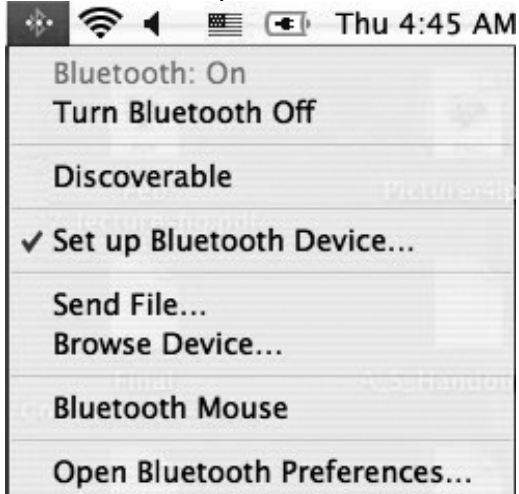 Thu 4:45 AM
Bluetooth: On
Turn Bluetooth Off
Discoverable
Set up Bluetooth Device...
Send File...
Browse Device...
Bluetooth Mouse
Open Bluetooth Preferences...